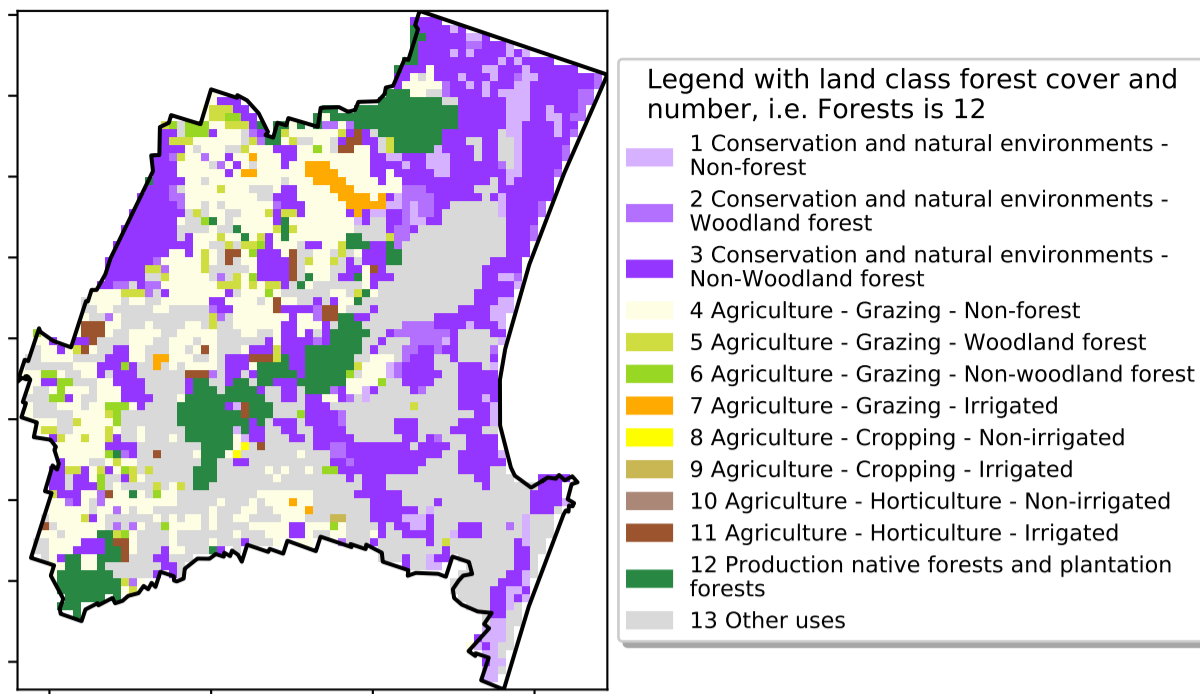 Legend with land class forest cover and
number, i.e. Forests is 12
1 Conservation and natural environments -
Non-forest
2 Conservation and natural environments -
Woodland forest
3 Conservation and natural environments -
Non-Woodland forest
4 Agriculture - Grazing - Non-forest
5 Agriculture - Grazing - Woodland forest
6 Agriculture - Grazing - Non-woodland forest
7 Agriculture - Grazing - Irrigated
8 Agriculture - Cropping - Non-irrigated
9 Agriculture - Cropping - Irrigated
10 Agriculture - Horticulture - Non-irrigated
11 Agriculture - Horticulture - Irrigated
12 Production native forests and plantation
forests
13 Other uses